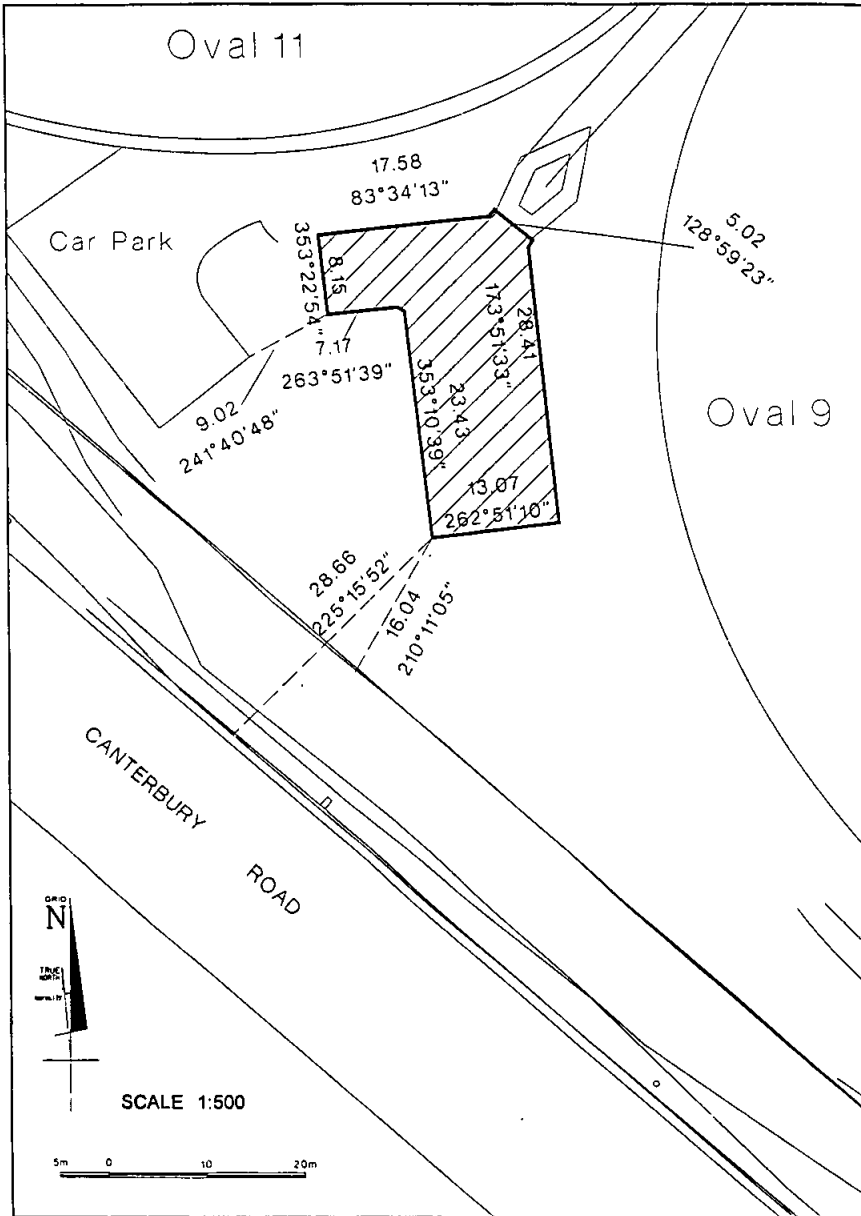 Oval 11
17.58
83°34'13"
5.02
128°59'23"
Car Park
353°22'54"
8.15
7.17
263°51'39"
173°51'33"
28.41
9.02
241°40'48"
353°10'39"
23.43
Oval 9
13.07
262°51'10"
28.66
225°15'52"
16.04
210°11'05"
CANTERBURY
ROAD
GRID
N
TRUE
NORTH
SCALE 1:500
5m 0 10 20m